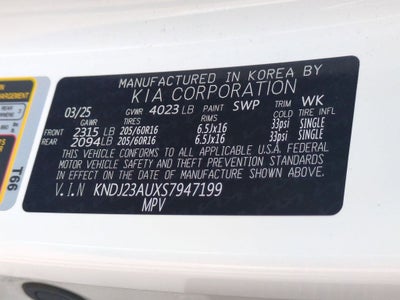 MANUFACTURED IN KOREA BY
KIA CORPORATION
03/25 GVWR 4023 LB PAINT SWP TRIM WK
GAWR TIRES RIMS COLD TIRE INFL
FRONT 2315 LB 205/60R16 6.5Jx16 33psi SINGLE
REAR 2094 LB 205/60R16 6.5Jx16 33psi SINGLE
THIS VEHICLE CONFORMS TO ALL APPLICABLE U.S.A. FEDERAL
MOTOR VEHICLE SAFETY AND THEFT PREVENTION STANDARDS
IN EFFECT ON THE DATE OF MANUFACTURE SHOWN ABOVE.
V.I.N KNDJ23AUXS7947199
MPV
T66